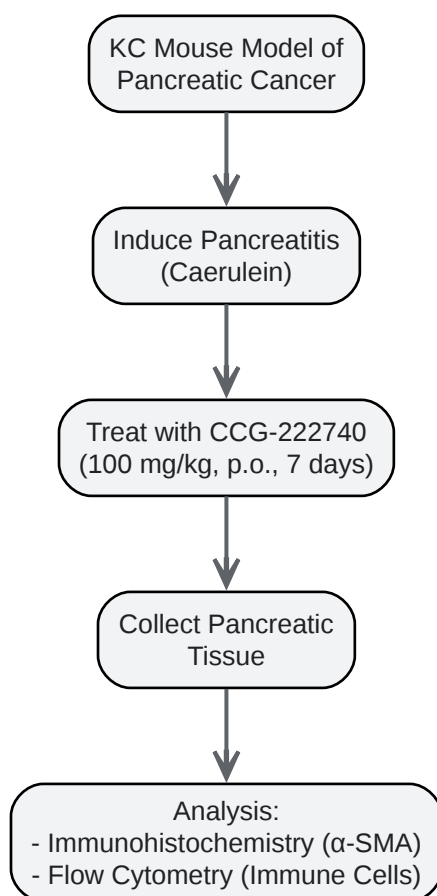 KC Mouse Model of
Pancreatic Cancer
Induce Pancreatitis
(Caerulein)
Treat with CCG-222740
(100 mg/kg, p.o., 7 days)
Collect Pancreatic
Tissue
Analysis:
- Immunohistochemistry (α-SMA)
- Flow Cytometry (Immune Cells)